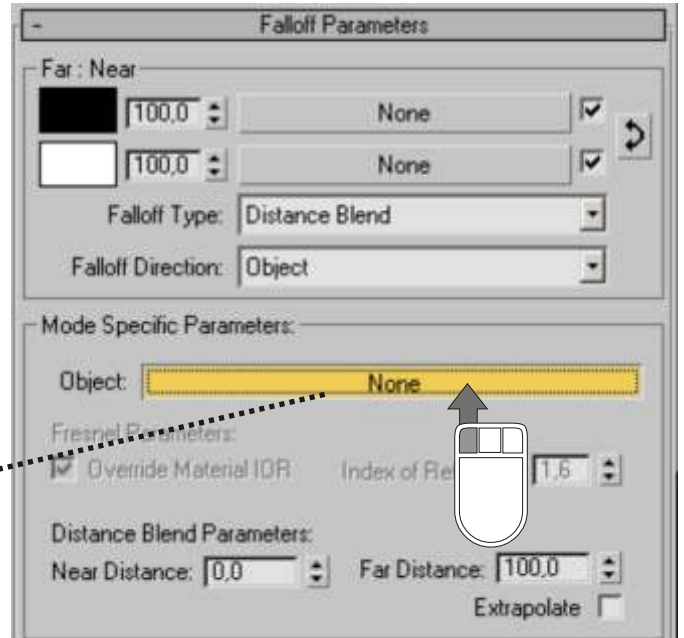 - Falloff Parameters
Far : Near
100,0 None
100,0 None
Falloff Type: Distance Blend
Falloff Direction: Object
Mode Specific Parameters:
Object: None
Fresnel Parameters:
Override Material IOR Index of 1,6
Distance Blend Parameters:
Near Distance: 0,0 Far Distance: 100,0
Extrapolate